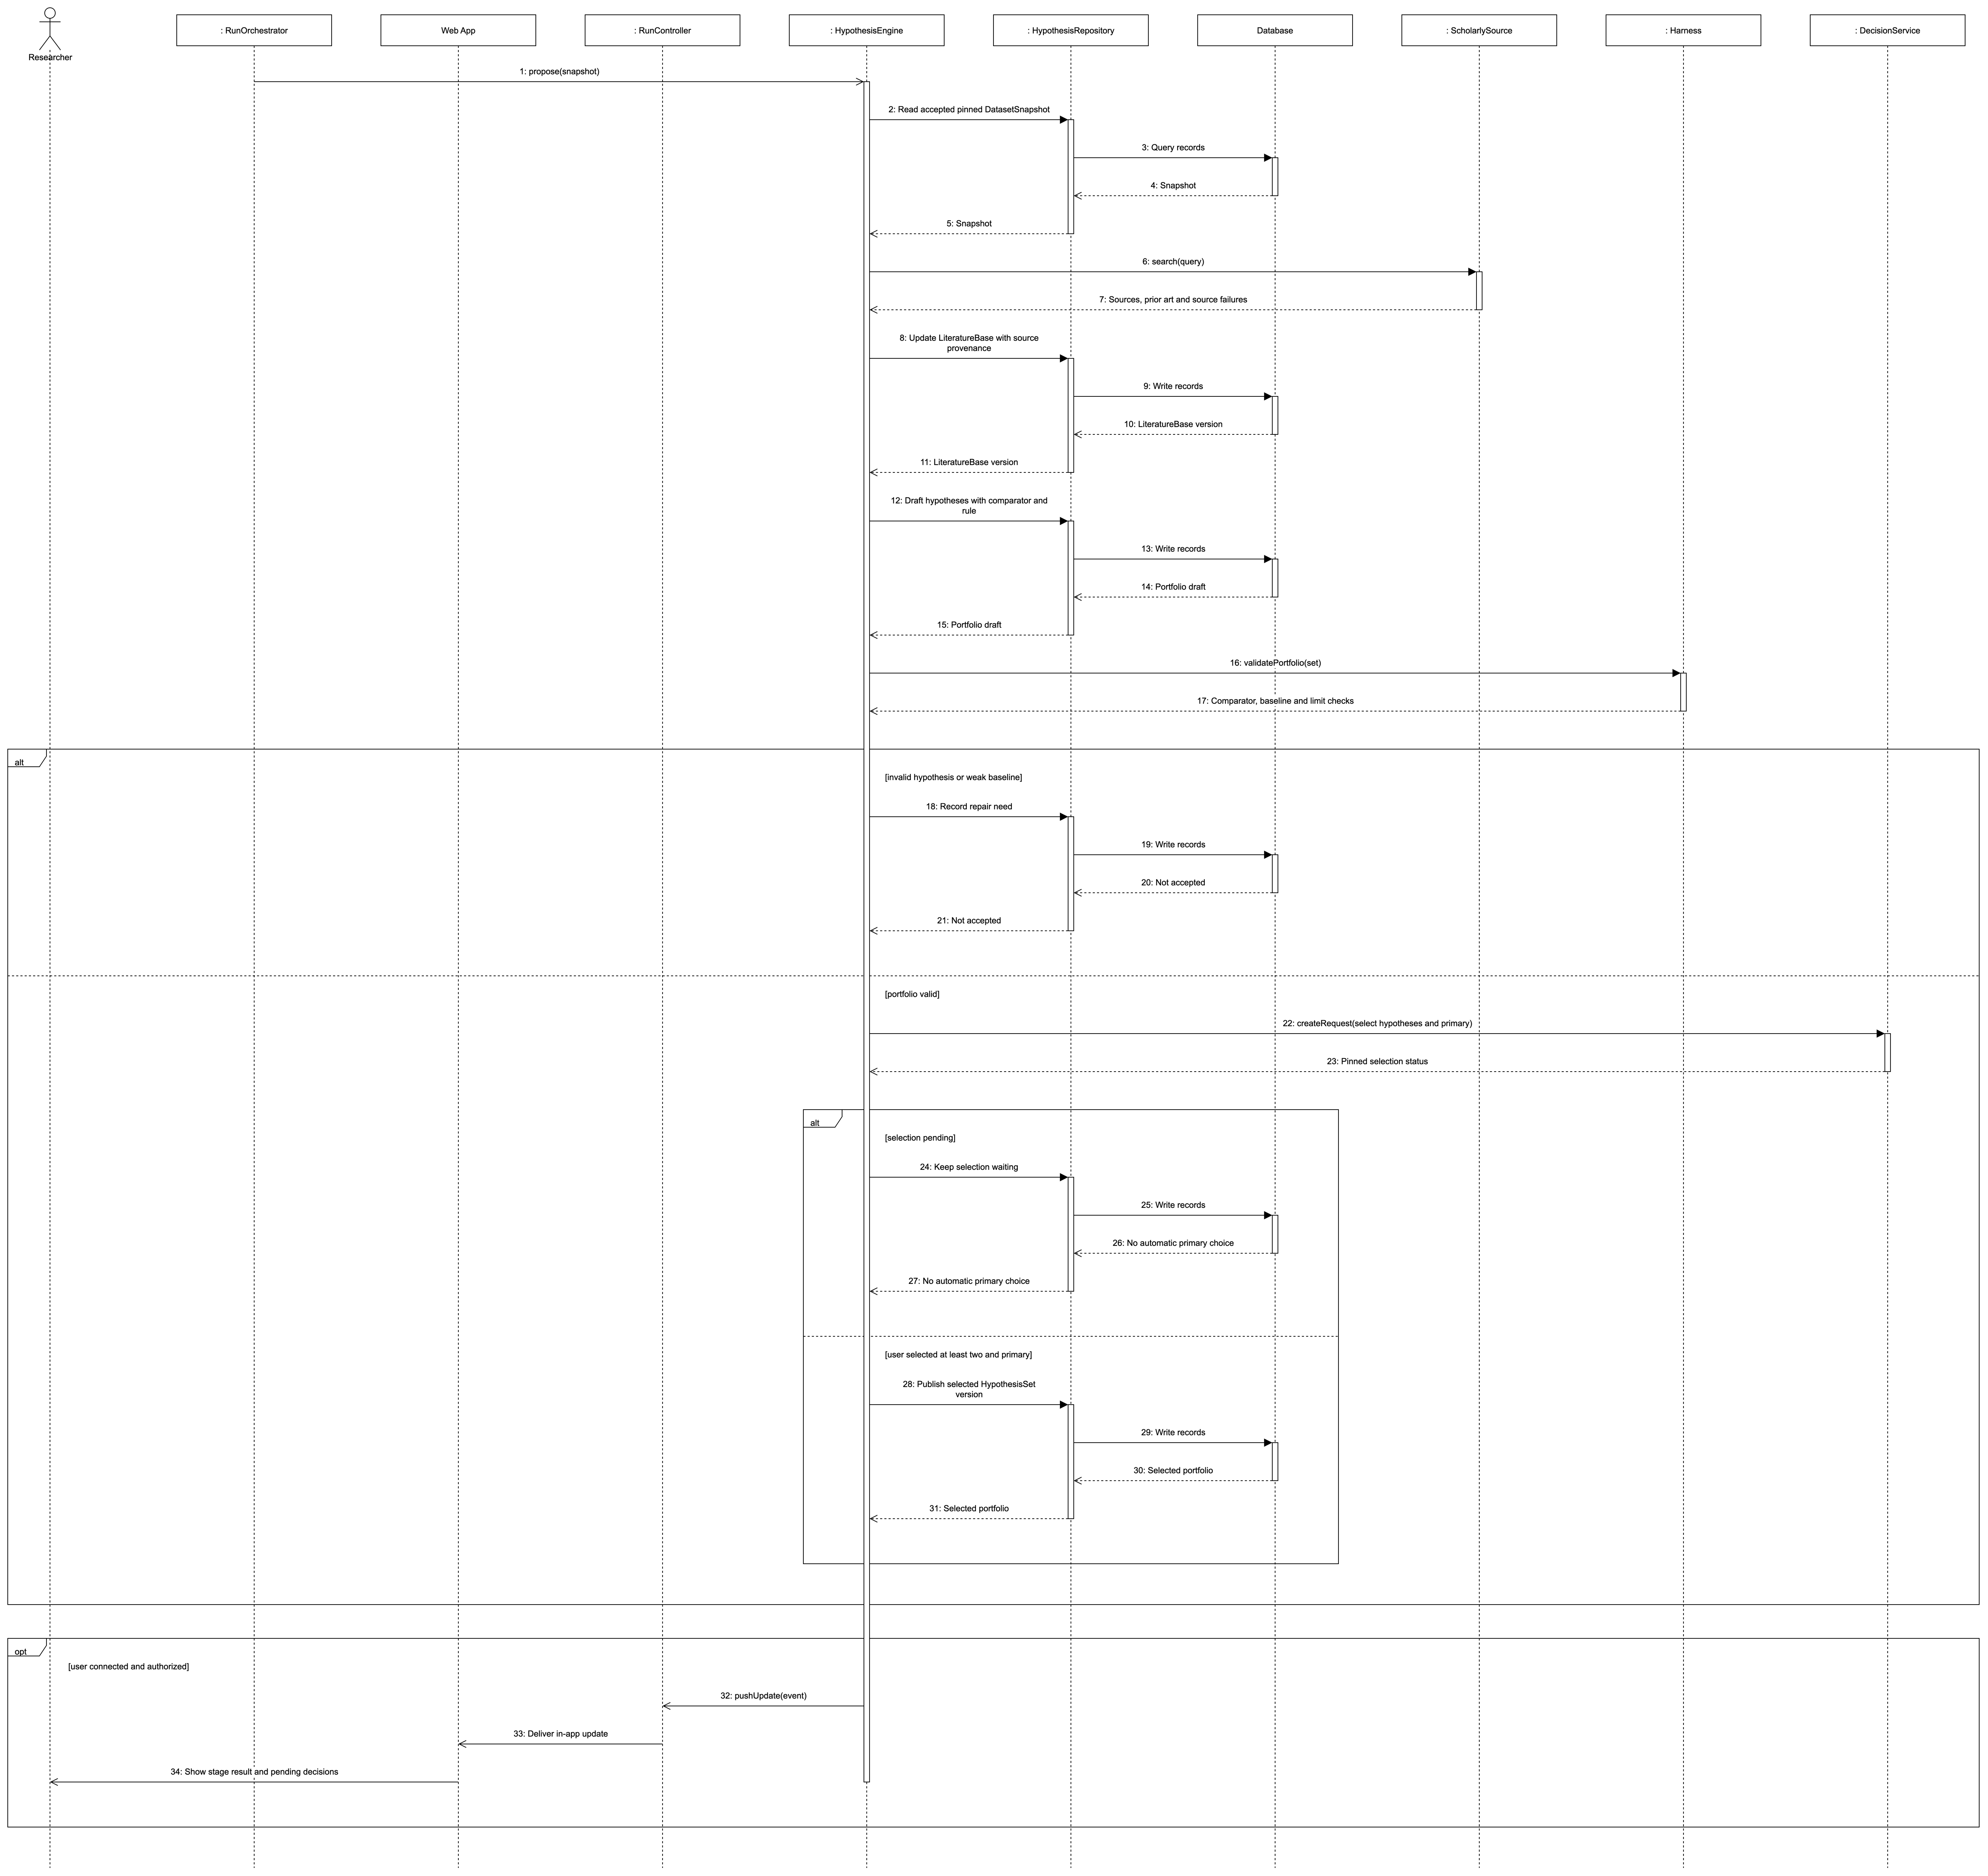 Researcher
: RunOrchestrator
Web App
: RunController
: HypothesisEngine
: HypothesisRepository
Database
: ScholarlySource
: Harness
: DecisionService
1: propose(snapshot)
2: Read accepted pinned DatasetSnapshot
3: Query records
4: Snapshot
5: Snapshot
6: search(query)
7: Sources, prior art and source failures
8: Update LiteratureBase with source
provenance
9: Write records
10: LiteratureBase version
11: LiteratureBase version
12: Draft hypotheses with comparator and
rule
13: Write records
14: Portfolio draft
15: Portfolio draft
16: validatePortfolio(set)
17: Comparator, baseline and limit checks
alt
[invalid hypothesis or weak baseline]
18: Record repair need
19: Write records
20: Not accepted
21: Not accepted
[portfolio valid]
22: createRequest(select hypotheses and primary)
23: Pinned selection status
alt
[selection pending]
24: Keep selection waiting
25: Write records
26: No automatic primary choice
27: No automatic primary choice
[user selected at least two and primary]
28: Publish selected HypothesisSet
version
29: Write records
30: Selected portfolio
31: Selected portfolio
opt
[user connected and authorized]
32: pushUpdate(event)
33: Deliver in-app update
34: Show stage result and pending decisions